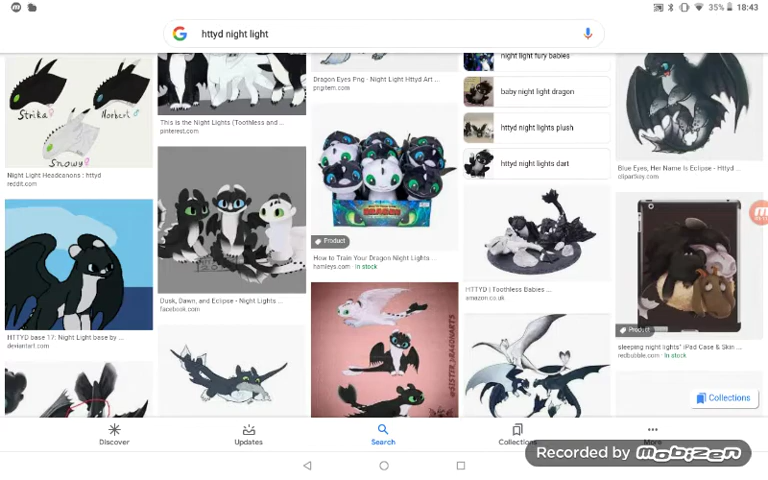 35% 18:43
httyd night light
Strika
Norbert
Snowy
Night Light Headcanons : httyd
reddit.com
HTTYD base 17: Night Light base by ...
deviantart.com
This is the Night Lights (Toothless and ...
pinterest.com
Dusk, Dawn, and Eclipse - Night Lights ...
facebook.com
Dragon Eyes Png - Night Light Httyd Art ...
pngitem.com
DRAGON
Product
How to Train Your Dragon Night Lights ...
hamleys.com · In stock
@SISTER_DRAGONARTS
night light fury babies
baby night light dragon
httyd night lights plush
httyd night lights dart
HTTYD | Toothless Babies ...
amazon.co.uk
Blue Eyes, Her Name Is Eclipse - Httyd ...
clipartkey.com
Product
sleeping night lights" iPad Case & Skin ...
redbubble.com · In stock
Collections
Discover
Updates
Search
Collections
More
Recorded by mobizen